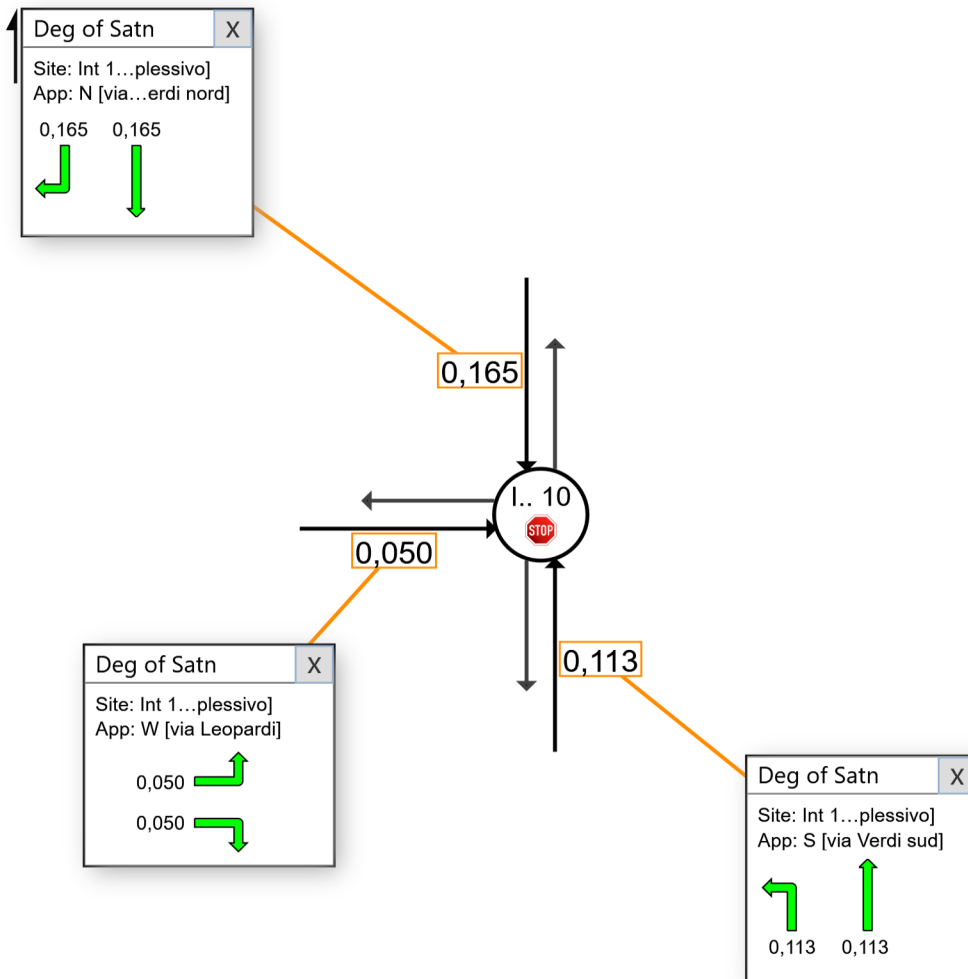 Deg of Satn X
Site: Int 1...plessivo]
App: N [via...erdi nord]
0,165 0,165
0,165
I.. 10
STOP
0,050
0,113
Deg of Satn X
Site: Int 1...plessivo]
App: W [via Leopardi]
0,050
0,050
Deg of Satn X
Site: Int 1...plessivo]
App: S [via Verdi sud]
0,113 0,113